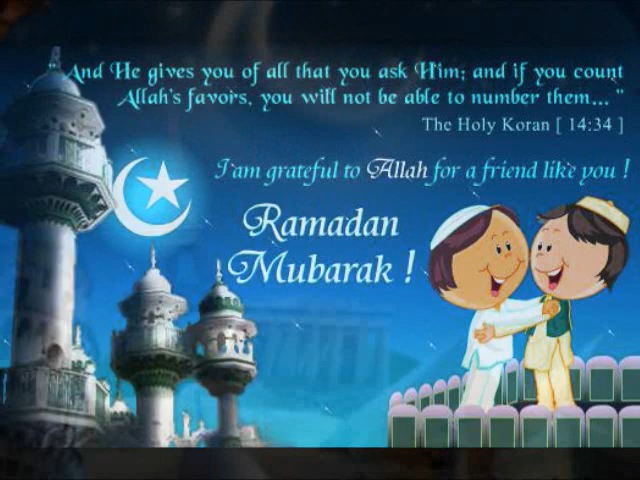 " And He gives you of all that you ask Him; and if you count
Allah's favors, you will not be able to number them... "
The Holy Koran [ 14:34 ]
I am grateful to Allah for a friend like you !
Ramadan
Mubarak !